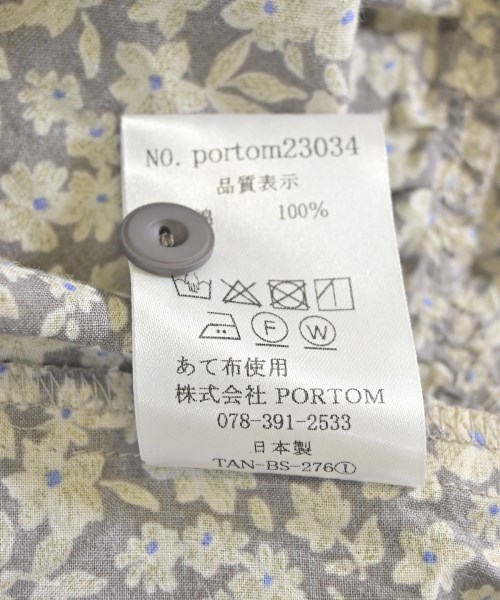 NO. portom23034
品質表示
綿 100%
F W
あて布使用
株式会社 PORTOM
078-391-2533
日本製
TAN-BS-276①